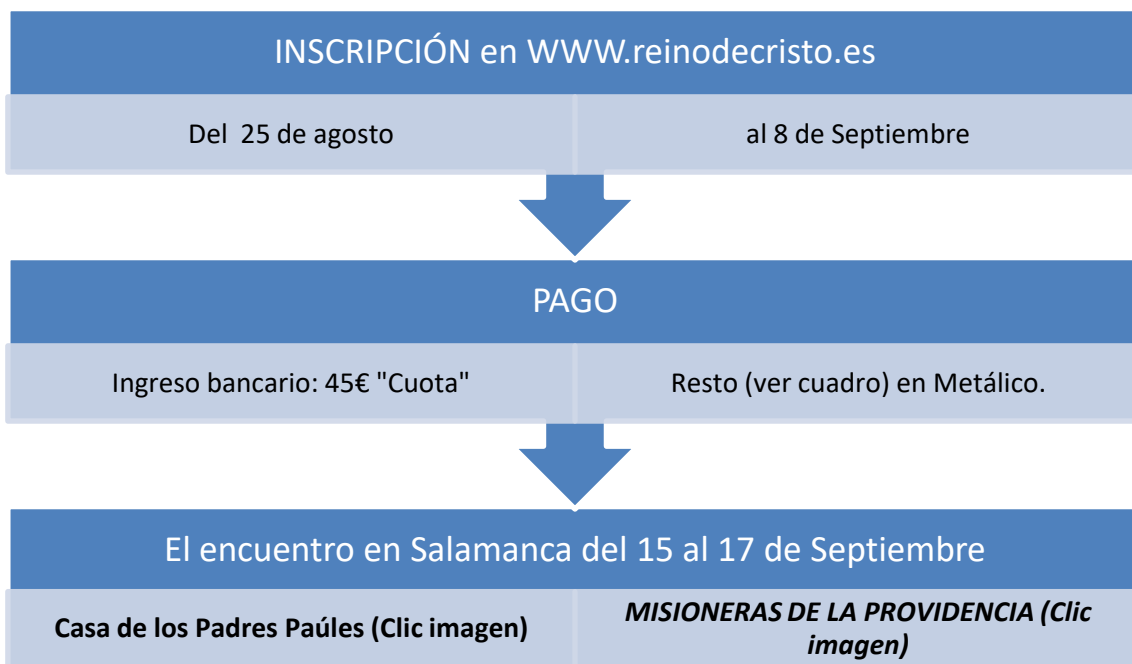 INSCRIPCIÓN en WWW.reinodecristo.es
Del 25 de agosto
al 8 de Septiembre
PAGO
Ingreso bancario: 45€ "Cuota"
Resto (ver cuadro) en Metálico.
El encuentro en Salamanca del 15 al 17 de Septiembre
Casa de los Padres Paúles (Clic imagen)
MISIONERAS DE LA PROVIDENCIA (Clic
imagen)